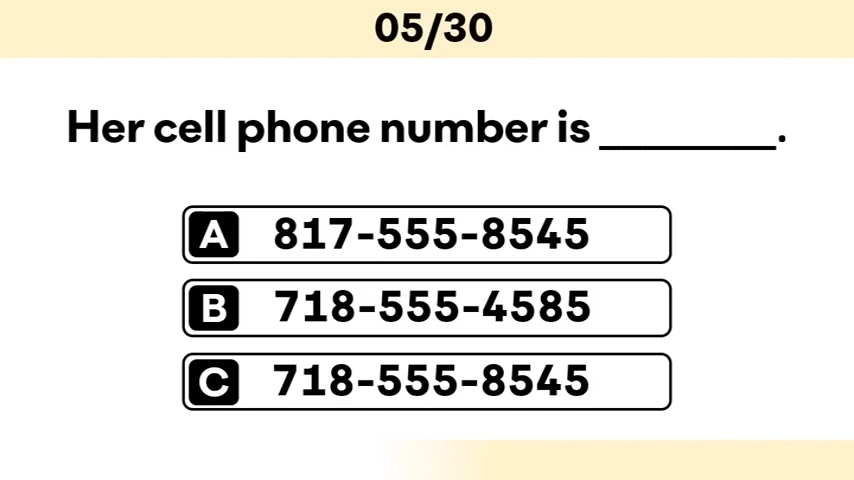 05/30
Her cell phone number is ________.
A 817-555-8545
B 718-555-4585
C 718-555-8545